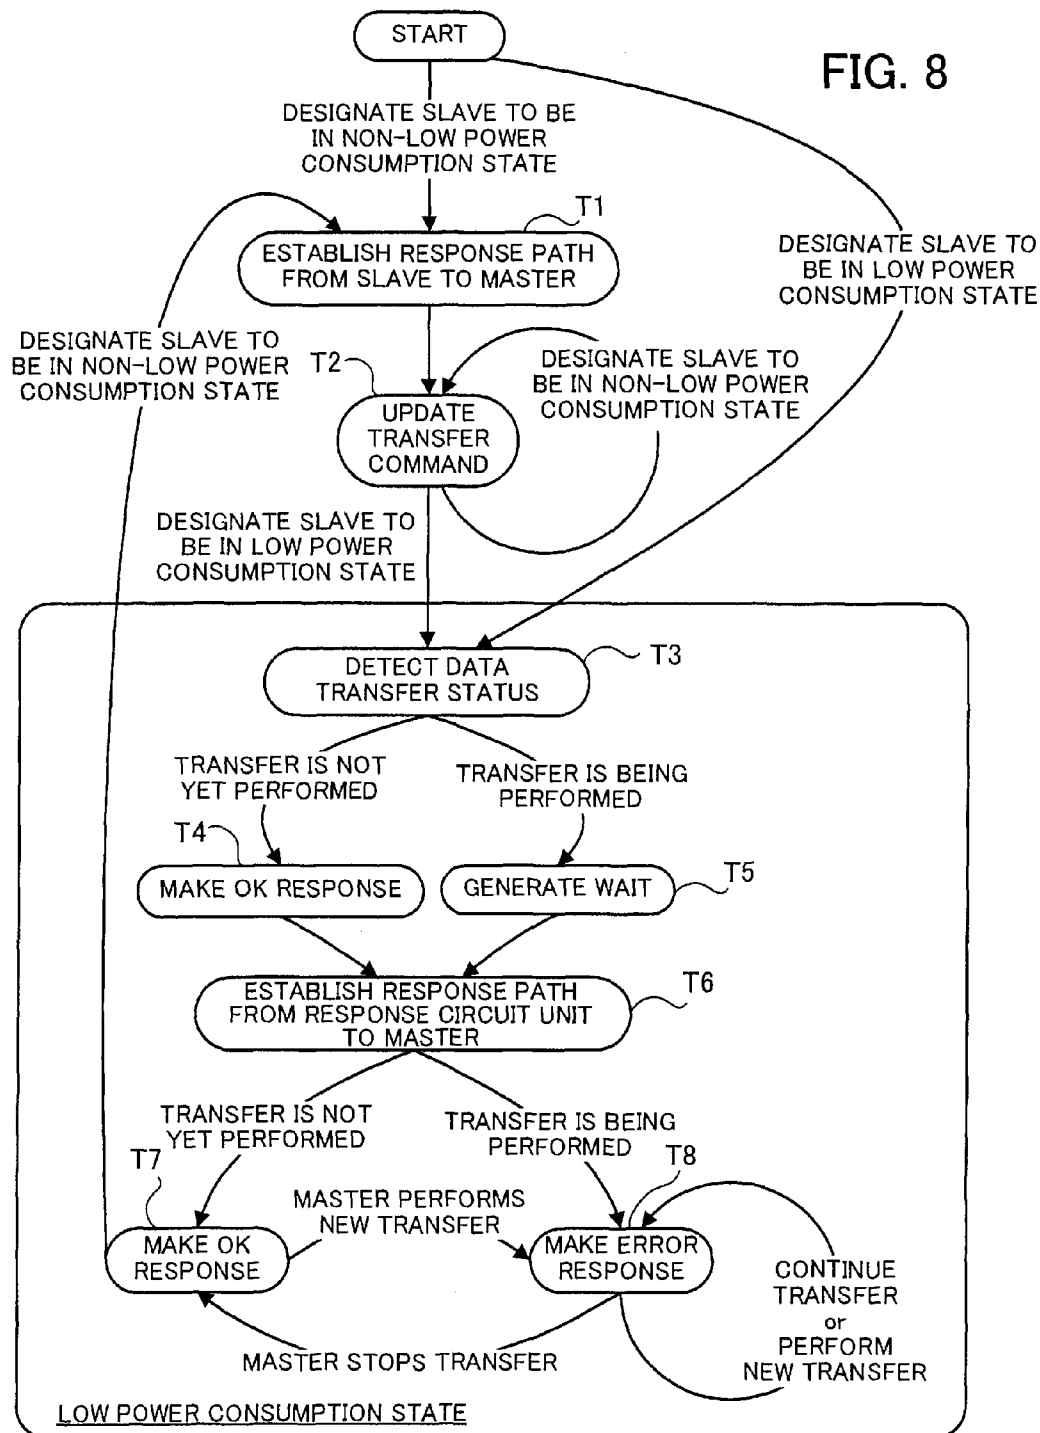 START
FIG. 8
DESIGNATE SLAVE TO BE
IN NON-LOW POWER
CONSUMPTION STATE
T1
ESTABLISH RESPONSE PATH
FROM SLAVE TO MASTER
DESIGNATE SLAVE TO
BE IN LOW POWER
CONSUMPTION STATE
DESIGNATE SLAVE TO
BE IN NON-LOW POWER
CONSUMPTION STATE
T2
UPDATE
TRANSFER
COMMAND
DESIGNATE SLAVE TO
BE IN NON-LOW POWER
CONSUMPTION STATE
DESIGNATE SLAVE TO
BE IN LOW POWER
CONSUMPTION STATE
T3
DETECT DATA
TRANSFER STATUS
TRANSFER IS NOT
YET PERFORMED
TRANSFER IS BEING
PERFORMED
T4
MAKE OK RESPONSE
GENERATE WAIT
T5
ESTABLISH RESPONSE PATH
FROM RESPONSE CIRCUIT UNIT
TO MASTER
T6
TRANSFER IS NOT
YET PERFORMED
TRANSFER IS BEING
PERFORMED
T7
MAKE OK
RESPONSE
MASTER PERFORMS
NEW TRANSFER
T8
MAKE ERROR
RESPONSE
CONTINUE
TRANSFER
or
PERFORM
NEW TRANSFER
MASTER STOPS TRANSFER
LOW POWER CONSUMPTION STATE